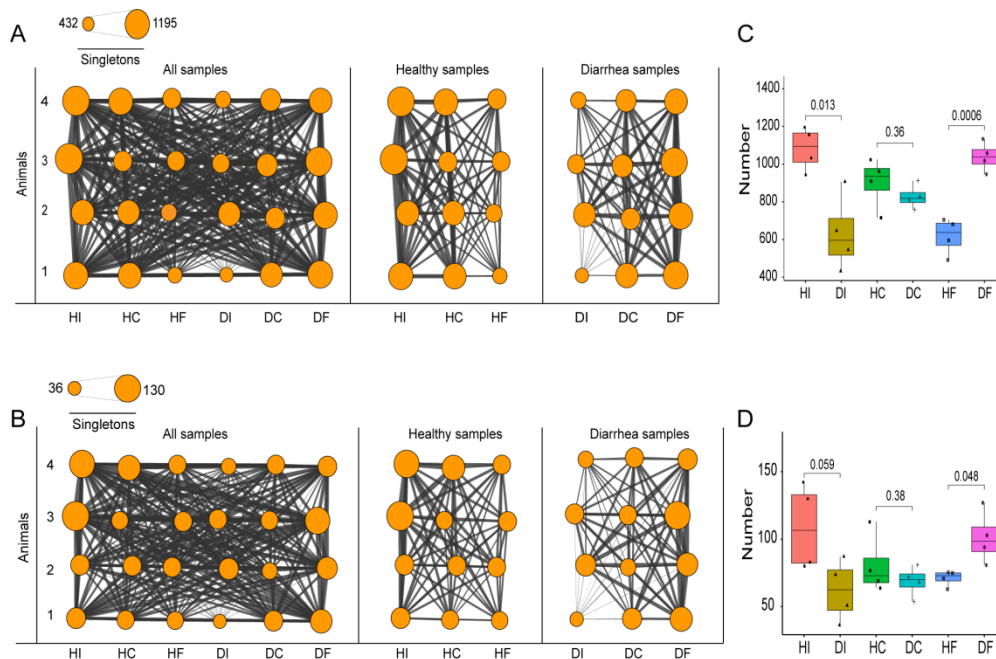 A
432
1195
Singletons
All samples
Healthy samples
Diarrhea samples
Animals
4
3
2
1
HI HC HF DI DC DF
HI HC HF
DI DC DF
C
Number
1400
1200
1000
800
600
400
0.013
0.36
0.0006
HI DI HC DC HF DF
B
36
130
Singletons
All samples
Healthy samples
Diarrhea samples
Animals
4
3
2
1
HI HC HF DI DC DF
HI HC HF
DI DC DF
D
Number
150
100
50
0.059
0.38
0.048
HI DI HC DC HF DF